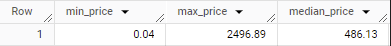 Row min_price max_price median_price
1 0.04 2496.89 486.13